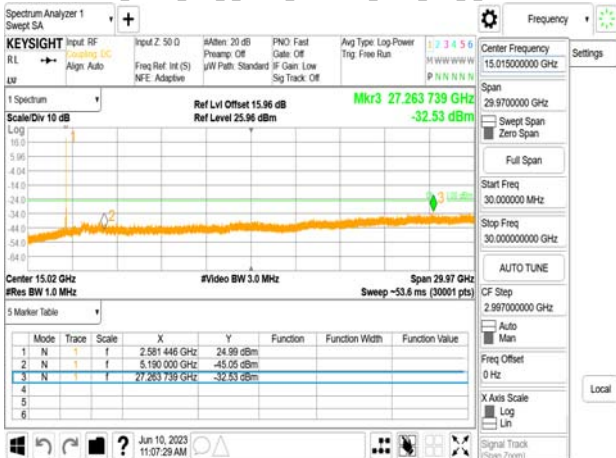 Spectrum Analyzer 1
Swept SA
Frequency
Settings
KEYSIGHT
RL
Input: RF
Coupling: DC
Align: Auto
Input Z: 50 Ω
Freq Ref: Int (S)
NFE: Adaptive
#Atten: 20 dB
Preamp: Off
µW Path: Standard
PNO: Fast
Gate: Off
IF Gain: Low
Sig Track: Off
Avg Type: Log-Power
Trig: Free Run
1 2 3 4 5 6
M W W W W W
P N N N N N
1 Spectrum
Scale/Div 10 dB
Ref Lvl Offset 15.96 dB
Ref Level 25.96 dBm
Mkr3 27.263 739 GHz
-32.53 dBm
Log
16.0
5.96
-4.04
-14.0
-24.0
-34.0
-44.0
-54.0
-64.0
1
2
3
Center 15.02 GHz
#Res BW 1.0 MHz
#Video BW 3.0 MHz
Span 29.97 GHz
Sweep ~53.6 ms (30001 pts)
5 Marker Table
Mode Trace Scale X Y Function Function Width Function Value
1 N 1 f 2.581 446 GHz 24.99 dBm
2 N 1 f 5.190 000 GHz -45.05 dBm
3 N 1 f 27.263 739 GHz -32.53 dBm
4
5
6
Jun 10, 2023
11:07:29 AM
Center Frequency
15.015000000 GHz
Span
29.9700000 GHz
Swept Span
Zero Span
Full Span
Start Freq
30.000000 MHz
Stop Freq
30.000000000 GHz
AUTO TUNE
CF Step
2.997000000 GHz
Auto
Man
Freq Offset
0 Hz
X Axis Scale
Log
Lin
Signal Track
(Span Zoom)
Local